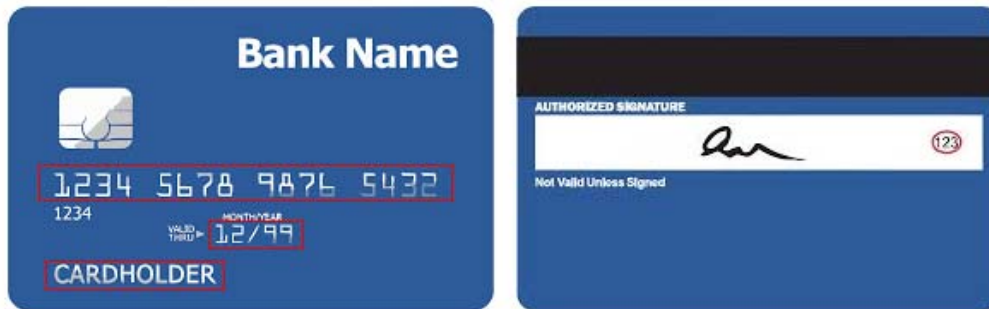 Bank Name
1234 5678 9876 5432
1234
MONTH/YEAR
VALID
THRU
12/99
CARDHOLDER
AUTHORIZED SIGNATURE
123
Not Valid Unless Signed